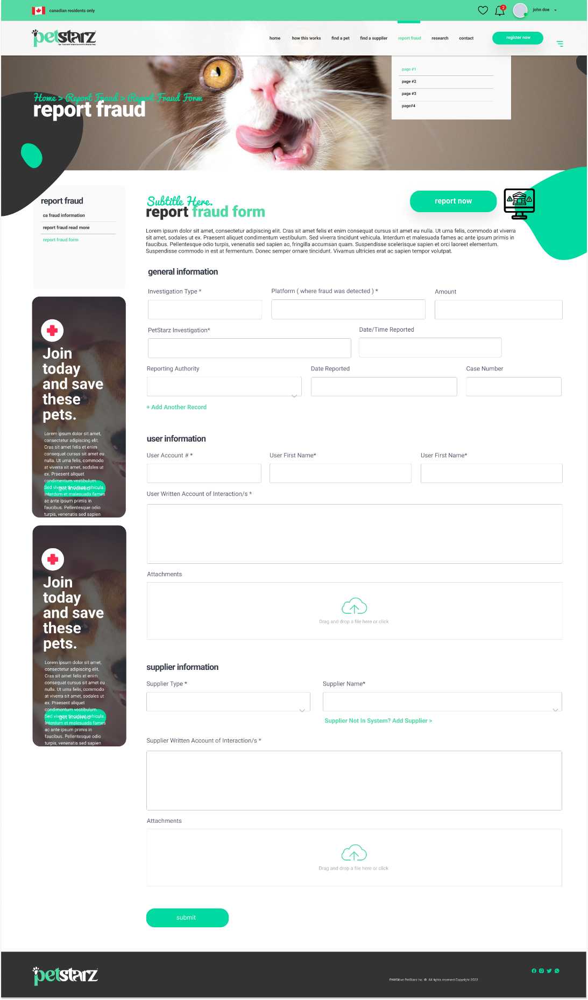 canadian residents only
2
john doe
petstarz
home
how this works
find a pet
find a supplier
report fraud
research
contact
register now
page #1
page #2
page #3
page#4
Home > Report Fraud > Report Fraud Form
report fraud
report fraud
ca fraud information
report fraud read more
report fraud form
Subtitle Here.
report fraud form
report now
Lorem ipsum dolor sit amet, consectetur adipiscing elit. Cras sit amet felis et enim consequat cursus sit amet eu nulla. Ut urna felis, commodo at viverra
sit amet, sodales ut ex. Praesent aliquet condimentum vestibulum. Sed viverra tincidunt vehicula. Interdum et malesuada fames ac ante ipsum primis in
faucibus. Pellentesque odio turpis, venenatis sed sapien ac, fringilla accumsan quam. Suspendisse scelerisque sapien et orci laoreet elementum.
Suspendisse commodo in est at fermentum. Donec semper ornare tincidunt. Vivamus ultricies erat ac sapien tempor volutpat.
general information
Investigation Type *
Platform ( where fraud was detected ) *
Amount
PetStarz Investigation*
Date/Time Reported
Reporting Authority
Date Reported
Case Number
+ Add Another Record
user information
User Account # *
User First Name*
User First Name*
User Written Account of Interaction/s *
Attachments
Drag and drop a file here or click
supplier information
Supplier Type *
Supplier Name*
Supplier Not In System? Add Supplier >
Supplier Written Account of Interaction/s *
Attachments
Drag and drop a file here or click
submit
Join
today
and save
these
pets.
Lorem ipsum dolor sit amet,
consectetur adipiscing elit.
Cras sit amet felis et enim
consequat cursus sit amet eu
nulla. Ut urna felis, commodo
at viverra sit amet, sodales ut
ex. Praesent aliquet
condimentum vestibulum.
Sed viverra tincidunt vehicula.
get involved
Interdum et malesuada fames
ac ante ipsum primis in
faucibus. Pellentesque odio
turpis, venenatis sed sapien
Join
today
and save
these
pets.
Lorem ipsum dolor sit amet,
consectetur adipiscing elit.
Cras sit amet felis et enim
consequat cursus sit amet eu
nulla. Ut urna felis, commodo
at viverra sit amet, sodales ut
ex. Praesent aliquet
condimentum vestibulum.
Sed viverra tincidunt vehicula.
get involved
Interdum et malesuada fames
ac ante ipsum primis in
faucibus. Pellentesque odio
turpis, venenatis sed sapien
petstarz
PAWSitive PetStarz Inc. © All rights reserved Copyright 2023